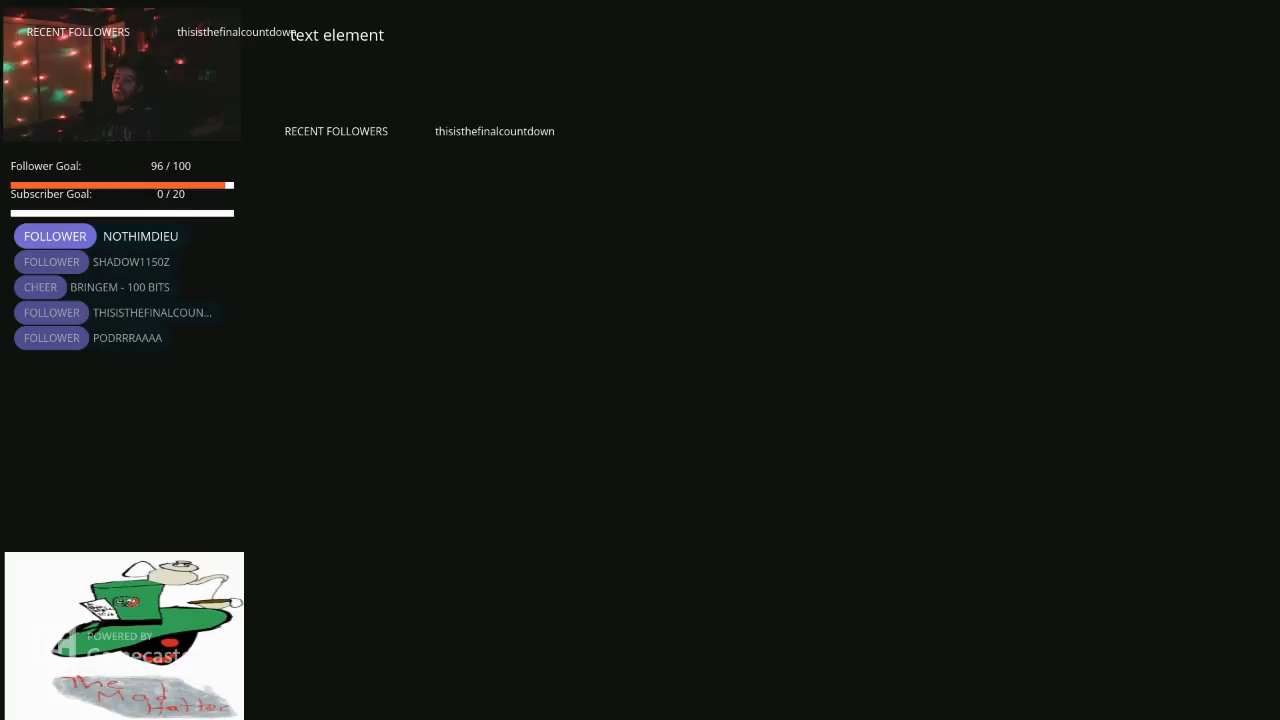 RECENT FOLLOWERS thisisthefinalcountdown
text element
RECENT FOLLOWERS thisisthefinalcountdown
Follower Goal: 96 / 100
Subscriber Goal: 0 / 20
FOLLOWER NOTHIMDIEU
FOLLOWER SHADOW1150Z
CHEER BRINGEM - 100 BITS
FOLLOWER THISISTHEFINALCOUN...
FOLLOWER PODRRRAAAA
POWERED BY
Gamecaster
The
Mad
Hatter